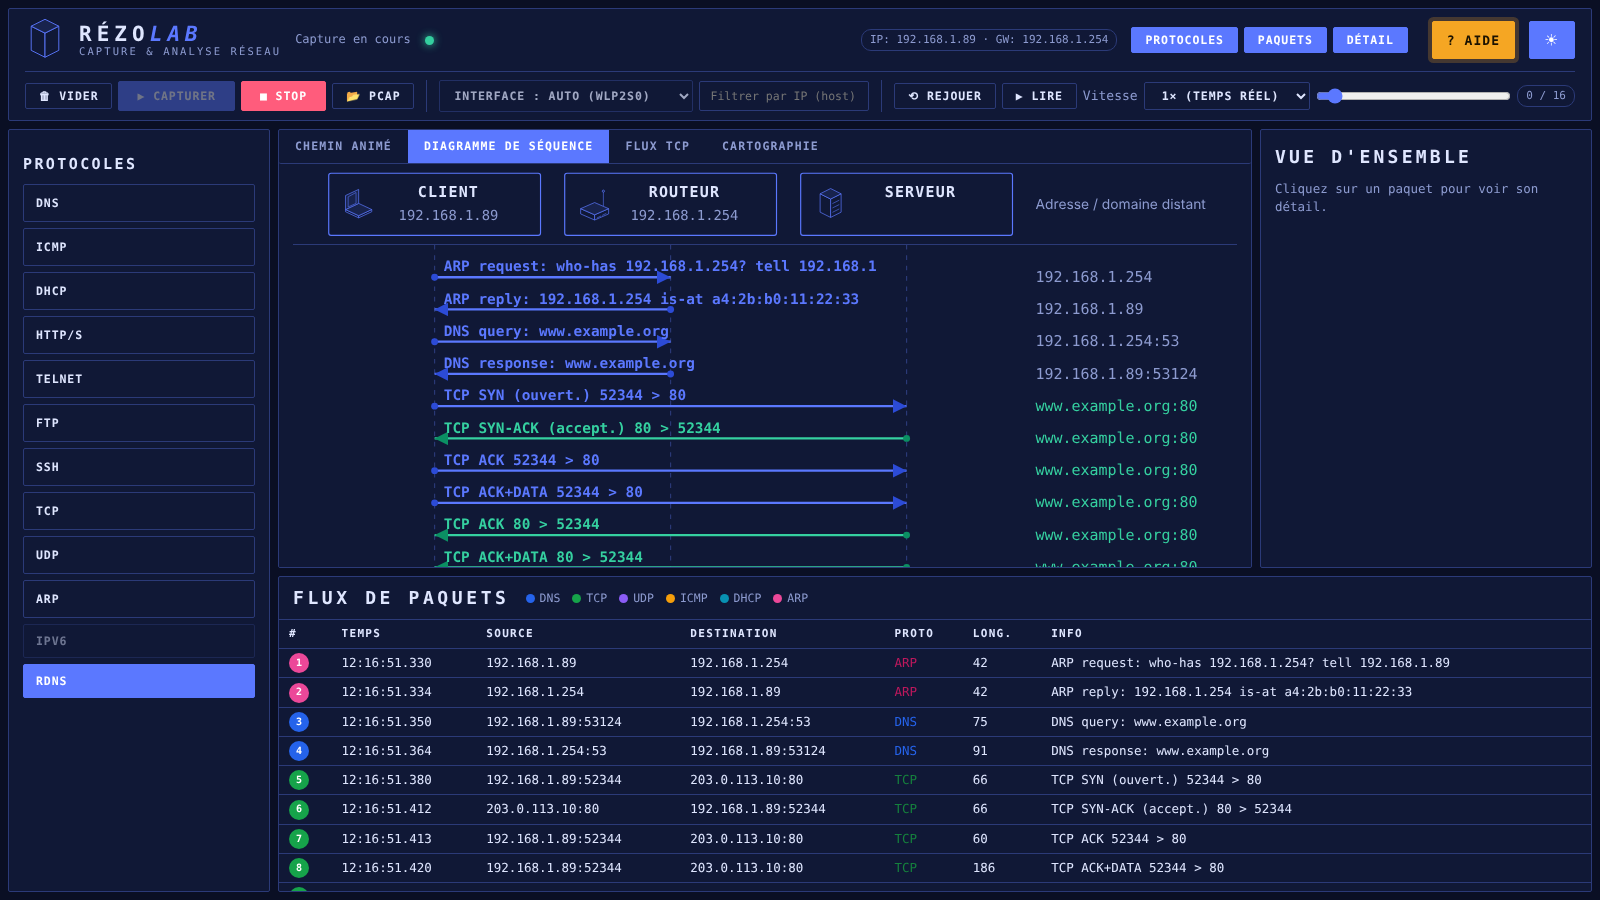 RÉZOLAB
CAPTURE & ANALYSE RÉSEAU
Capture en cours
IP: 192.168.1.89 · GW: 192.168.1.254
PROTOCOLES
PAQUETS
DÉTAIL
? AIDE
VIDER
CAPTURER
STOP
PCAP
INTERFACE : AUTO (WLP2S0)
Filtrer par IP (host)
REJOUER
LIRE
Vitesse
1× (TEMPS RÉEL)
0 / 16
PROTOCOLES
DNS
ICMP
DHCP
HTTP/S
TELNET
FTP
SSH
TCP
UDP
ARP
IPV6
RDNS
CHEMIN ANIMÉ
DIAGRAMME DE SÉQUENCE
FLUX TCP
CARTOGRAPHIE
CLIENT
192.168.1.89
ROUTEUR
192.168.1.254
SERVEUR
Adresse / domaine distant
ARP request: who-has 192.168.1.254? tell 192.168.1
192.168.1.254
ARP reply: 192.168.1.254 is-at a4:2b:b0:11:22:33
192.168.1.89
DNS query: www.example.org
192.168.1.254:53
DNS response: www.example.org
192.168.1.89:53124
TCP SYN (ouvert.) 52344 > 80
www.example.org:80
TCP SYN-ACK (accept.) 80 > 52344
www.example.org:80
TCP ACK 52344 > 80
www.example.org:80
TCP ACK+DATA 52344 > 80
www.example.org:80
TCP ACK 80 > 52344
www.example.org:80
TCP ACK+DATA 80 > 52344
www.example.org:80
VUE D'ENSEMBLE
Cliquez sur un paquet pour voir son
détail.
FLUX DE PAQUETS
DNS TCP UDP ICMP DHCP ARP
# TEMPS SOURCE DESTINATION PROTO LONG. INFO
1 12:16:51.330 192.168.1.89 192.168.1.254 ARP 42 ARP request: who-has 192.168.1.254? tell 192.168.1.89
2 12:16:51.334 192.168.1.254 192.168.1.89 ARP 42 ARP reply: 192.168.1.254 is-at a4:2b:b0:11:22:33
3 12:16:51.350 192.168.1.89:53124 192.168.1.254:53 DNS 75 DNS query: www.example.org
4 12:16:51.364 192.168.1.254:53 192.168.1.89:53124 DNS 91 DNS response: www.example.org
5 12:16:51.380 192.168.1.89:52344 203.0.113.10:80 TCP 66 TCP SYN (ouvert.) 52344 > 80
6 12:16:51.412 203.0.113.10:80 192.168.1.89:52344 TCP 66 TCP SYN-ACK (accept.) 80 > 52344
7 12:16:51.413 192.168.1.89:52344 203.0.113.10:80 TCP 60 TCP ACK 52344 > 80
8 12:16:51.420 192.168.1.89:52344 203.0.113.10:80 TCP 186 TCP ACK+DATA 52344 > 80